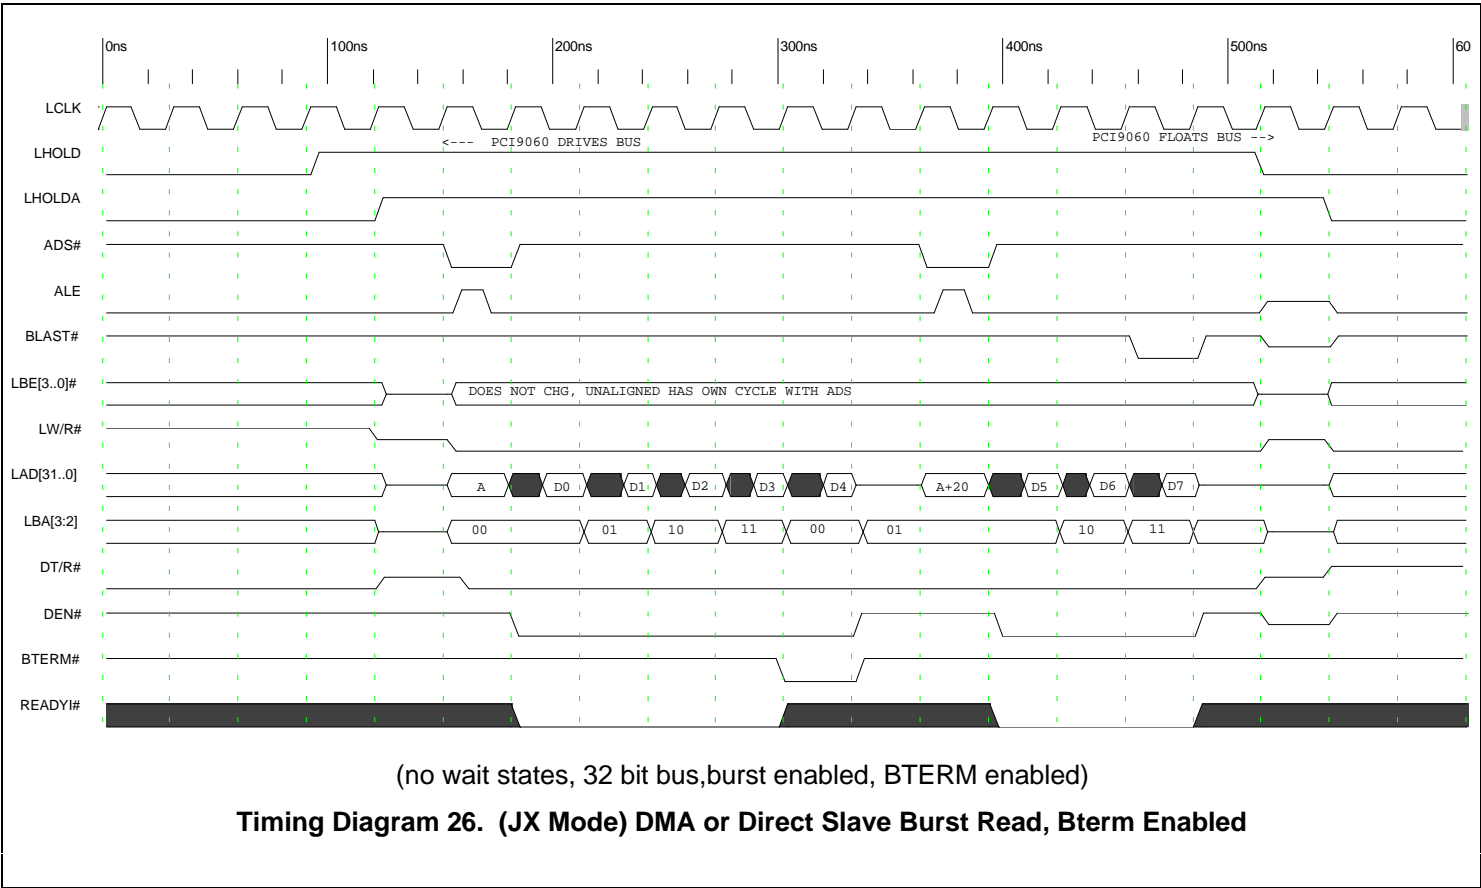 0ns 100ns 200ns 300ns 400ns 500ns 60
LCLK
<--- PCI9060 DRIVES BUS PCI9060 FLOATS BUS -->
LHOLD
LHOLDA
ADS#
ALE
BLAST#
LBE[3..0]# DOES NOT CHG, UNALIGNED HAS OWN CYCLE WITH ADS
LW/R#
LAD[31..0] A D0 D1 D2 D3 D4 A+20 D5 D6 D7
LBA[3:2] 00 01 10 11 00 01 10 11
DT/R#
DEN#
BTERM#
READYI#
(no wait states, 32 bit bus,burst enabled, BTERM enabled)
Timing Diagram 26. (JX Mode) DMA or Direct Slave Burst Read, Bterm Enabled